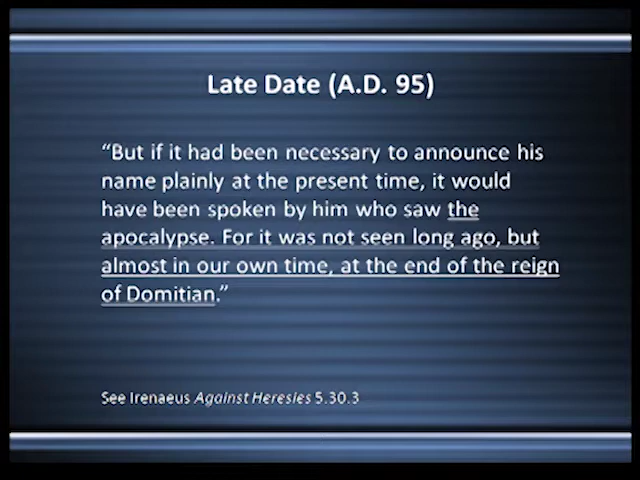 Late Date (A.D. 95)
“But if it had been necessary to announce his
name plainly at the present time, it would
have been spoken by him who saw the
apocalypse. For it was not seen long ago, but
almost in our own time, at the end of the reign
of Domitian.”
See Irenaeus Against Heresies 5.30.3